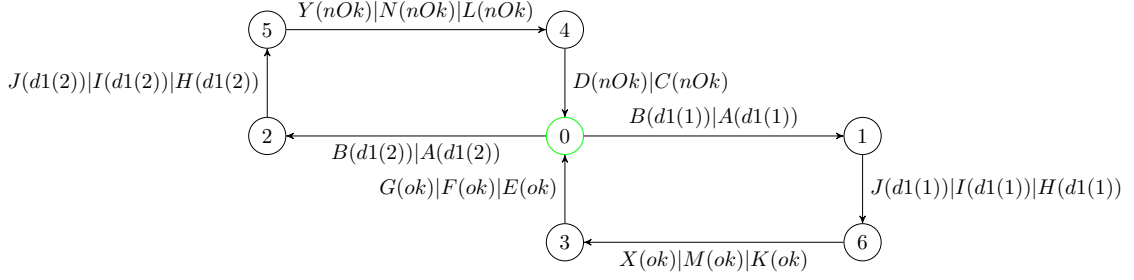 Y(nOk)|N(nOk)|L(nOk)
5
4
J(d1(2))|I(d1(2))|H(d1(2))
D(nOk)|C(nOk)
B(d1(1))|A(d1(1))
2
0
1
B(d1(2))|A(d1(2))
G(ok)|F(ok)|E(ok)
J(d1(1))|I(d1(1))|H(d1(1))
3
6
X(ok)|M(ok)|K(ok)